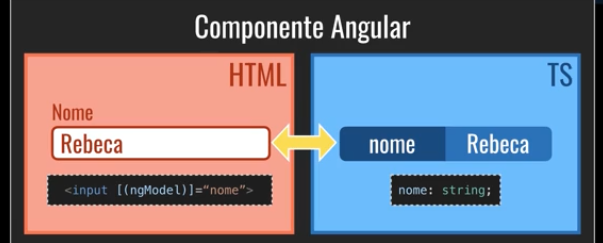 Componente Angular
HTML
Nome
Rebeca
<input [(ngModel)]=“nome”>
TS
nome Rebeca
nome: string;